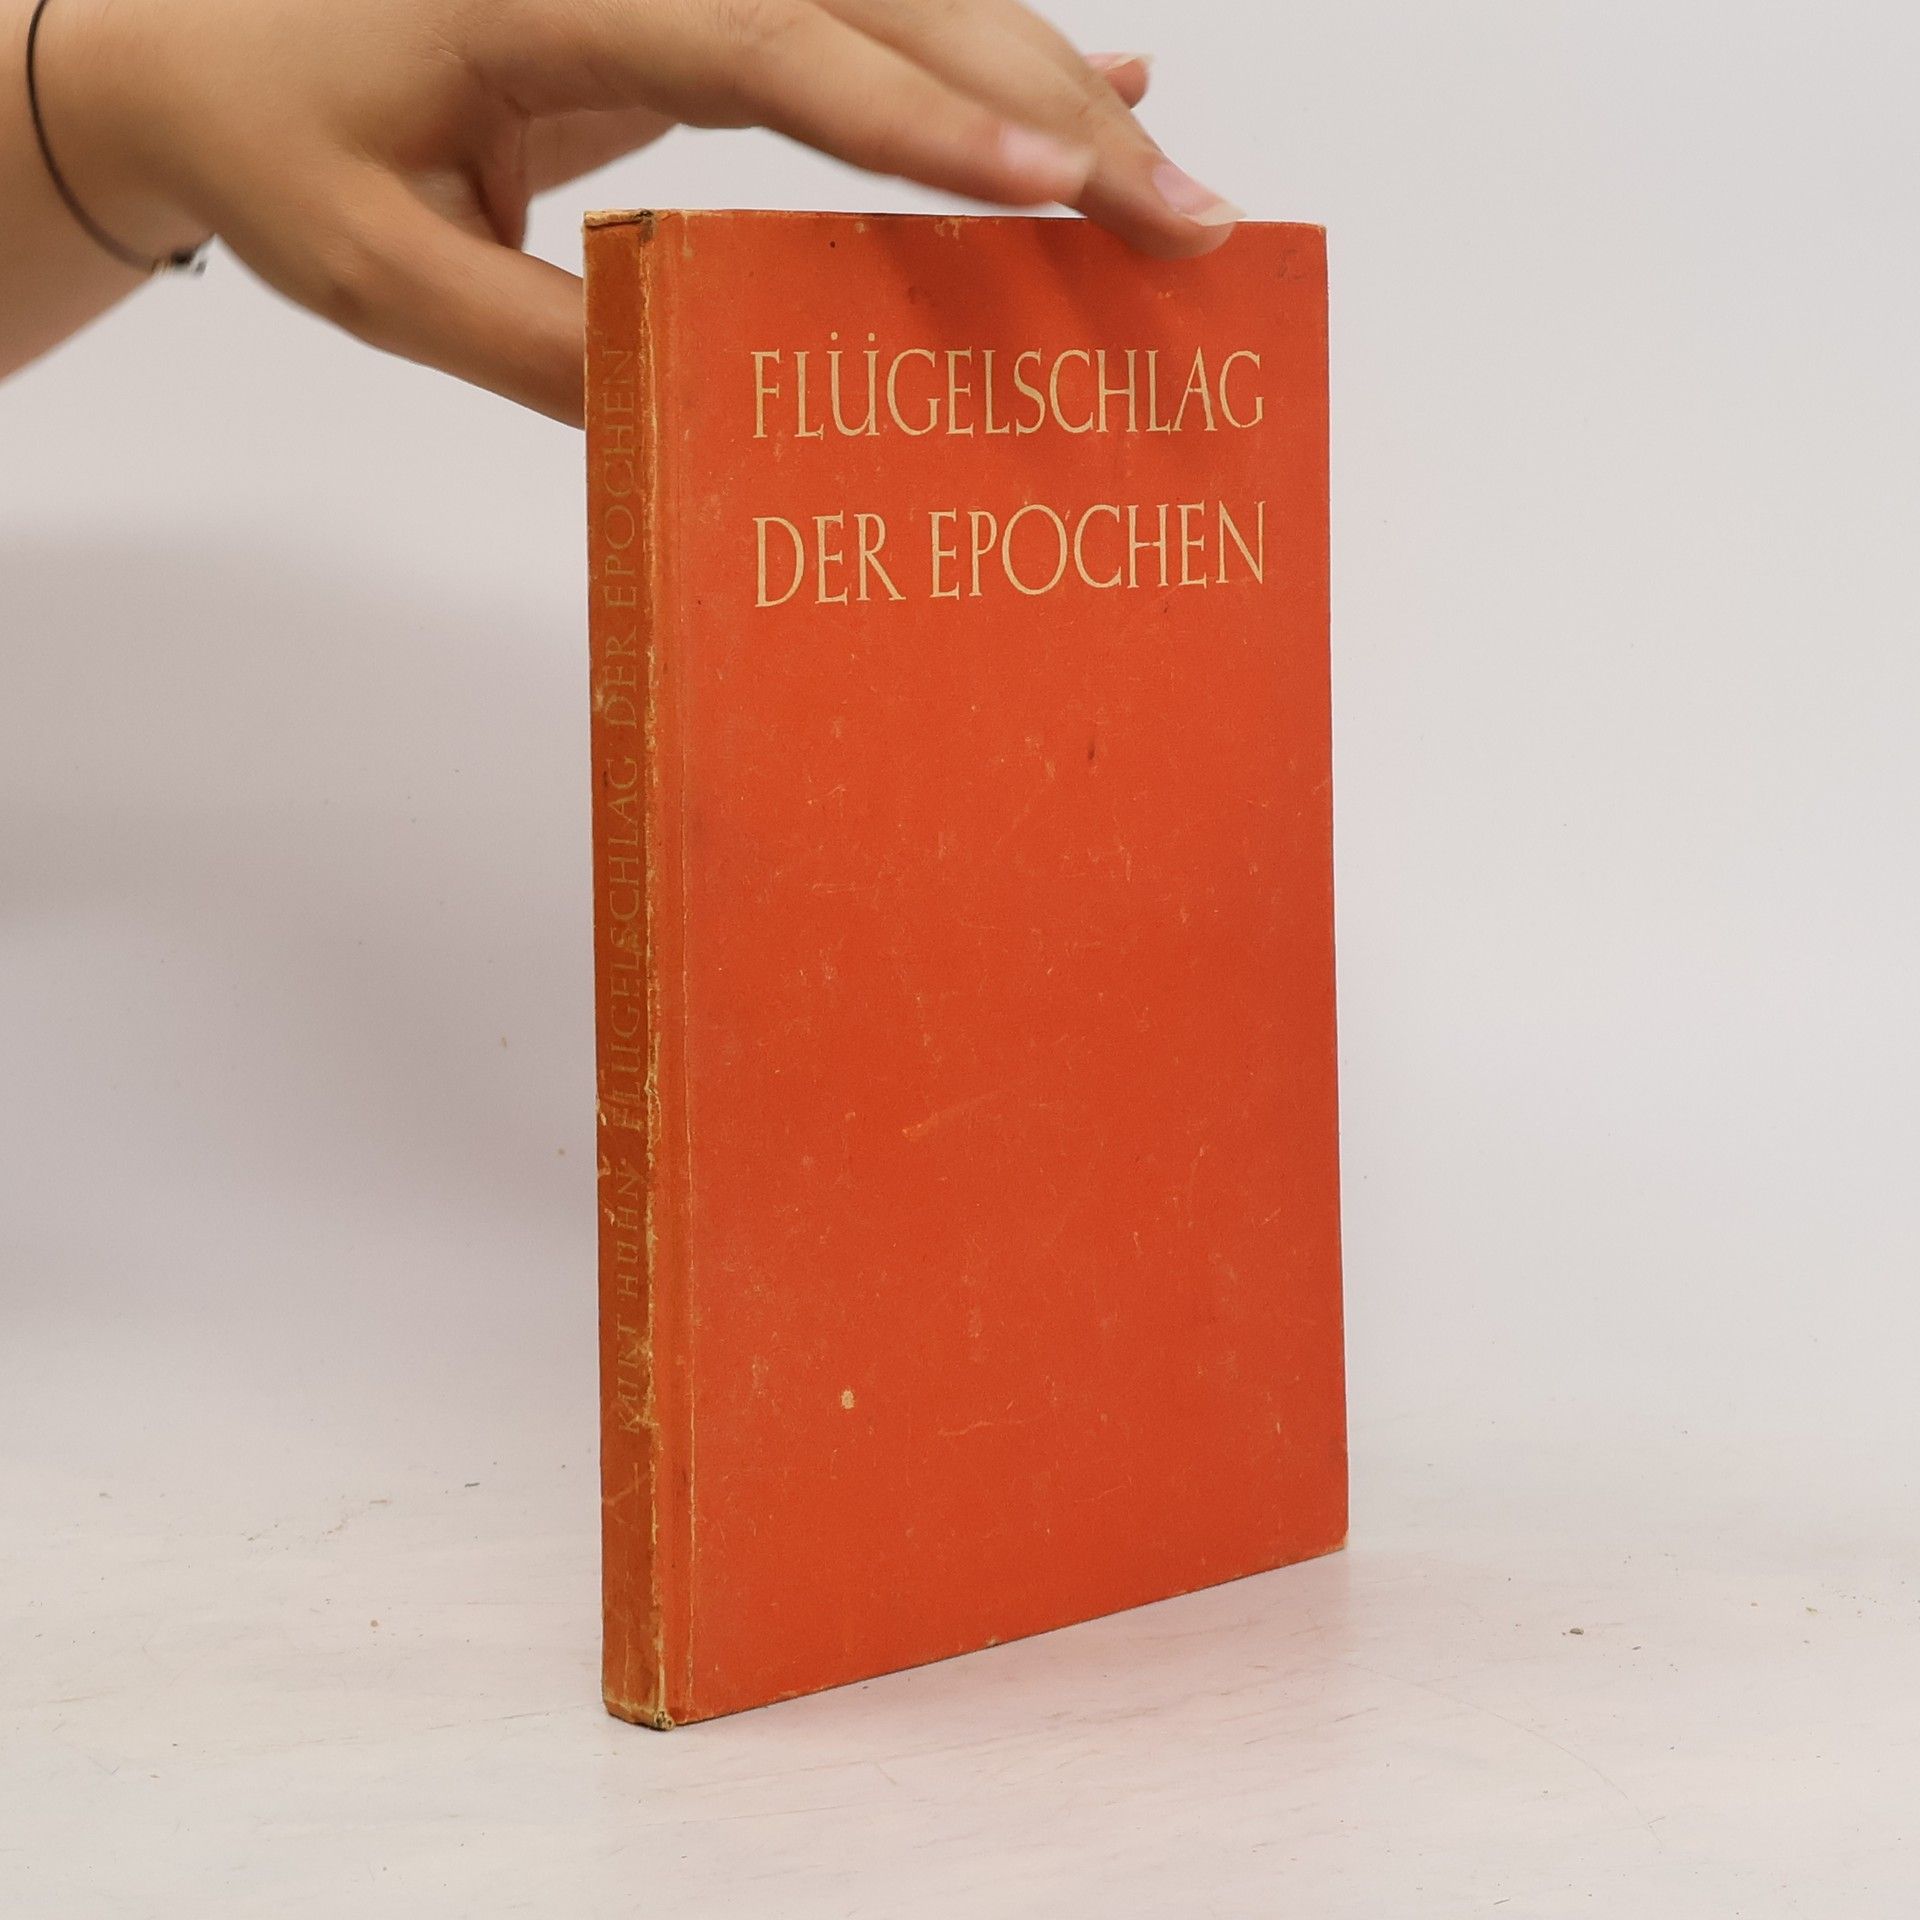 FLÜGELSCHLAG
DER EPOCHEN
KURT HUHN · FLÜGELSCHLAG DER EPOCHEN